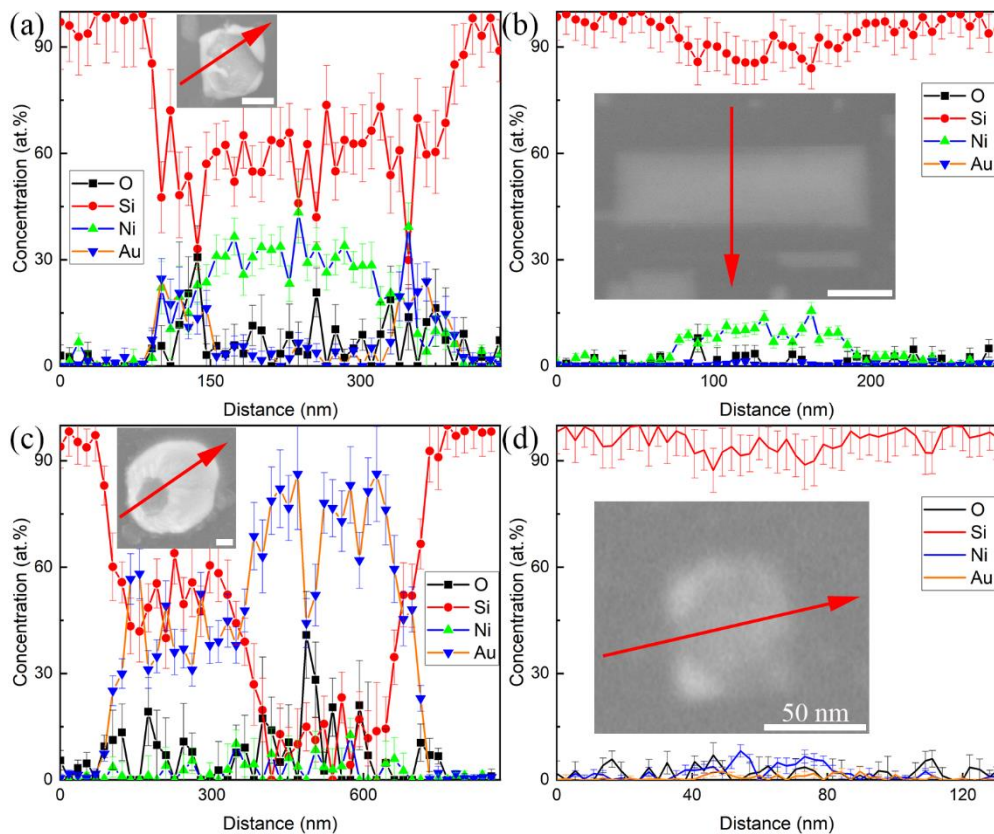 (a)
90
60
30
0
0
150
300
Concentration (at.%)
Distance (nm)
O
Si
Ni
Au
(b)
90
60
30
0
0
100
200
Concentration (at.%)
Distance (nm)
O
Si
Ni
Au
(c)
90
60
30
0
0
300
600
Concentration (at.%)
Distance (nm)
O
Si
Ni
Au
(d)
90
60
30
0
0
40
80
120
Concentration (at.%)
Distance (nm)
O
Si
Ni
Au
50 nm